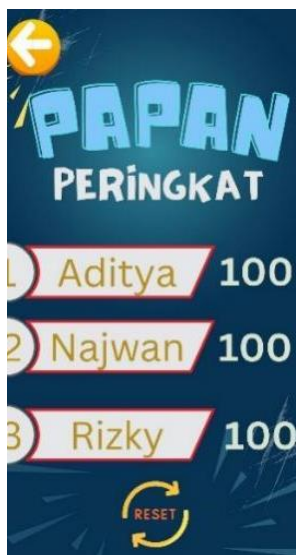 PAPAN
PERINGKAT
1 Aditya 100
2 Najwan 100
3 Rizky 100
RESET